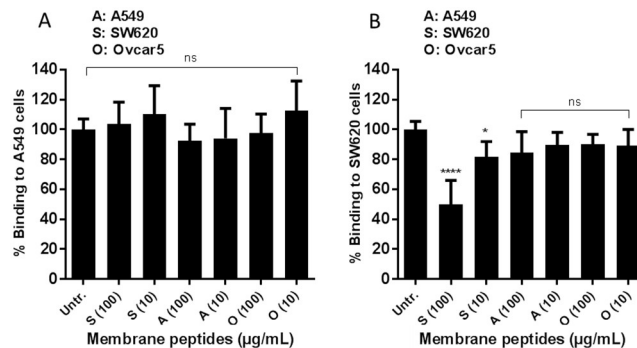 A
A: A549
S: SW620
O: Ovcar5
ns
% Binding to A549 cells
140
120
100
80
60
40
20
0
Untr.
S (100)
S (10)
A (100)
A (10)
O (100)
O (10)
Membrane peptides (µg/mL)
B
A: A549
S: SW620
O: Ovcar5
ns
*
****
% Binding to SW620 cells
140
120
100
80
60
40
20
0
Untr.
S (100)
S (10)
A (100)
A (10)
O (100)
O (10)
Membrane peptides (µg/mL)